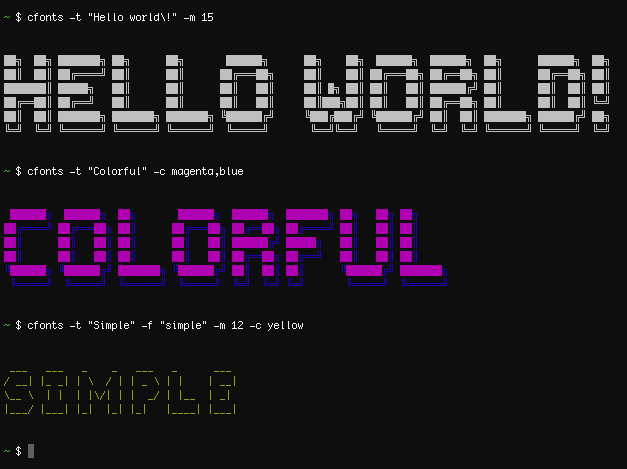 ~ $ cfonts -t "Hello world\!" -m 15
HELLO WORLD!
~ $ cfonts -t "Colorful" -c magenta,blue
COLORFUL
~ $ cfonts -t "Simple" -f "simple" -m 12 -c yellow
SIMPLE
~ $